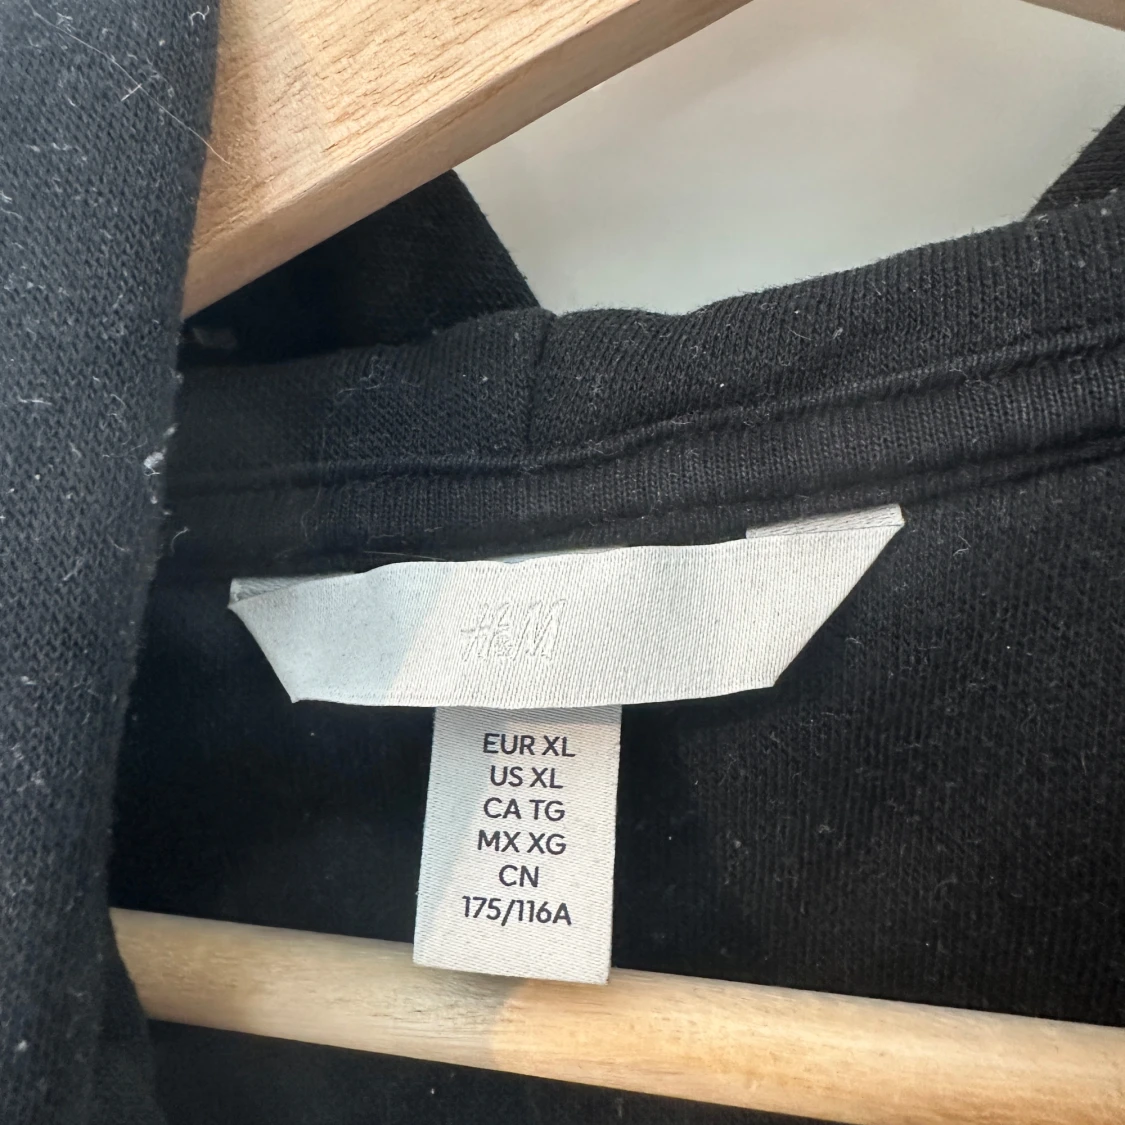 H&M
EUR XL
US XL
CA TG
MX XG
CN
175/116A